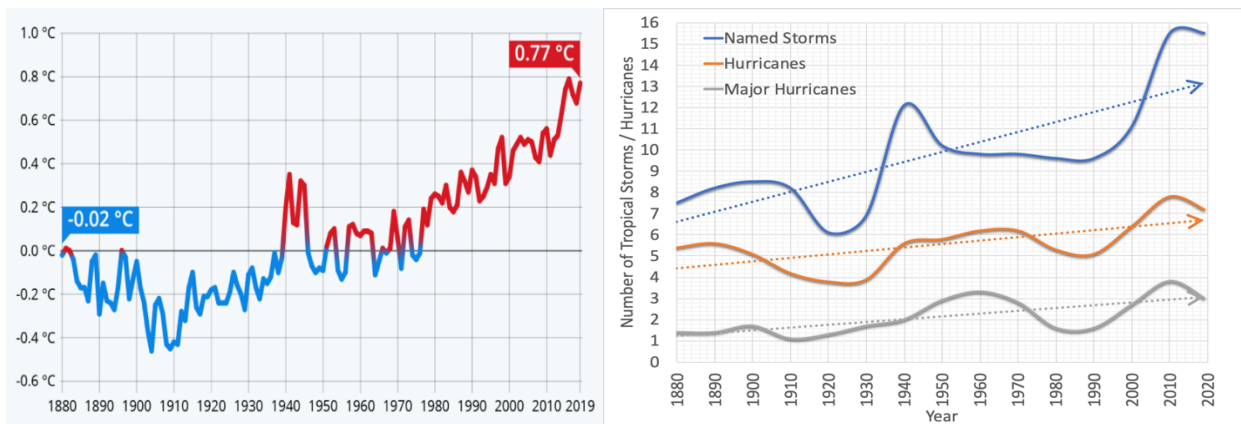 1.0 °C
0.8 °C
0.6 °C
0.4 °C
0.2 °C
0.0 °C
-0.2 °C
-0.4 °C
-0.6 °C
-0.02 °C
0.77 °C
1880 1890 1900 1910 1920 1930 1940 1950 1960 1970 1980 1990 2000 2010 2019
Number of Tropical Storms / Hurricanes
16
15
14
13
12
11
10
9
8
7
6
5
4
3
2
1
0
Named Storms
Hurricanes
Major Hurricanes
1880 1890 1900 1910 1920 1930 1940 1950 1960 1970 1980 1990 2000 2010 2020
Year